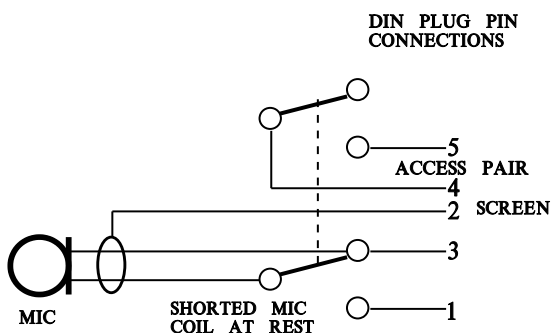 DIN PLUG PIN
CONNECTIONS
5
ACCESS PAIR
4
2 SCREEN
3
MIC
SHORTED MIC
COIL AT REST
1